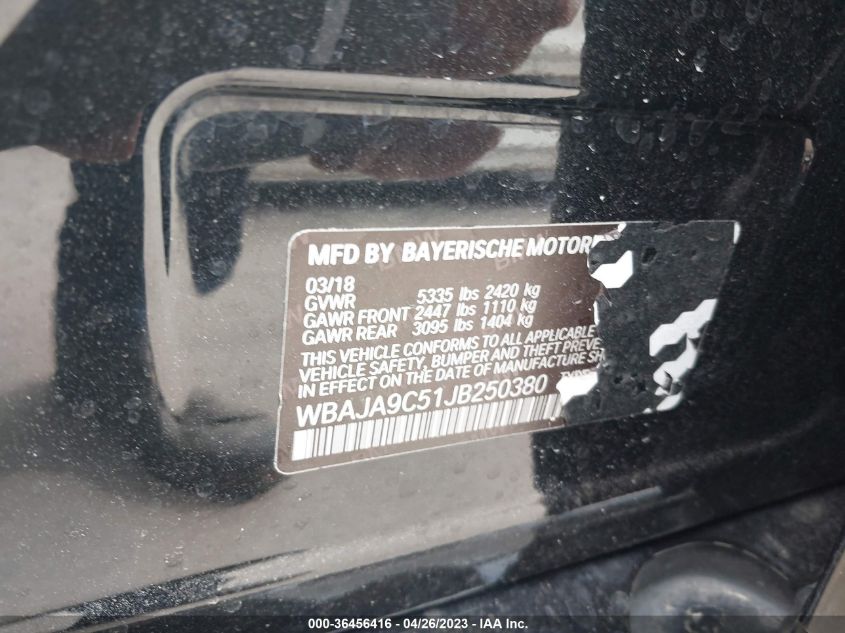 MFD BY BAYERISCHE MOTORE
03/18
GVWR 5335 lbs 2420 kg
GAWR FRONT 2447 lbs 1110 kg
GAWR REAR 3095 lbs 1404 kg
THIS VEHICLE CONFORMS TO ALL APPLICABLE
VEHICLE SAFETY, BUMPER AND THEFT PREVE
IN EFFECT ON THE DATE OF MANUFACTURE SH
WBAJA9C51JB250380 TYPE
000-36456416 - 04/26/2023 - IAAI, Inc.